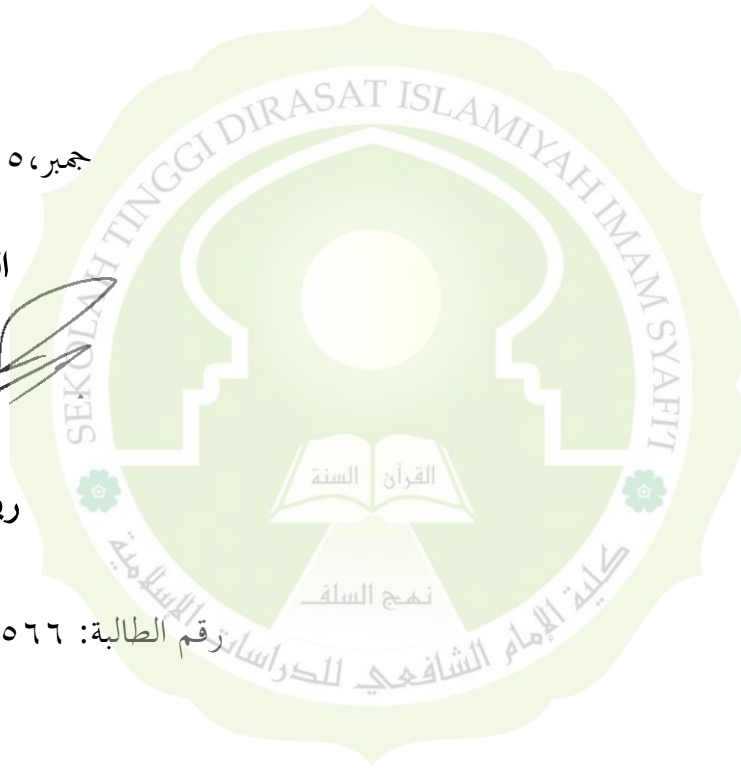 SEKOLAH TINGGI DIRASAT ISLAMIYAH IMAM SYAFI'I
جمبر، ٥
القرآن السنة
نهج السلف
رقم الطالبة: ٥٦٦
كلية الإمام الشافعي للدراسات الإسلامية